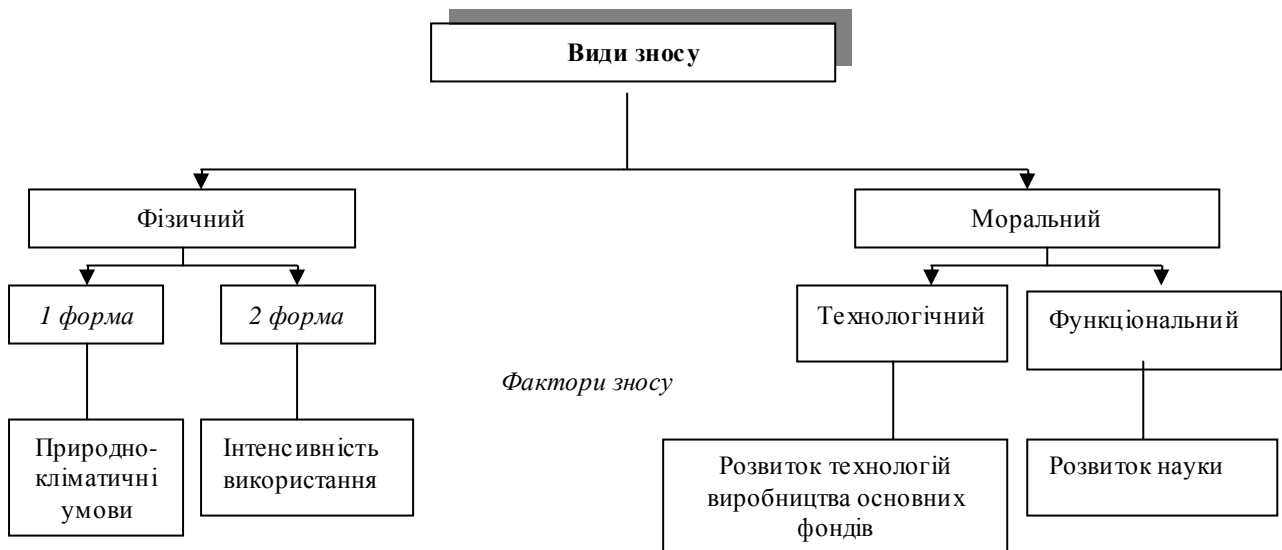 Види зносу
Фізичний
Моральний
1 форма
2 форма
Технологічний
Функціональний
Фактори зносу
Природно-
кліматичні
умови
Інтенсивність
використання
Розвиток технологій
виробництва основних
фондів
Розвиток науки